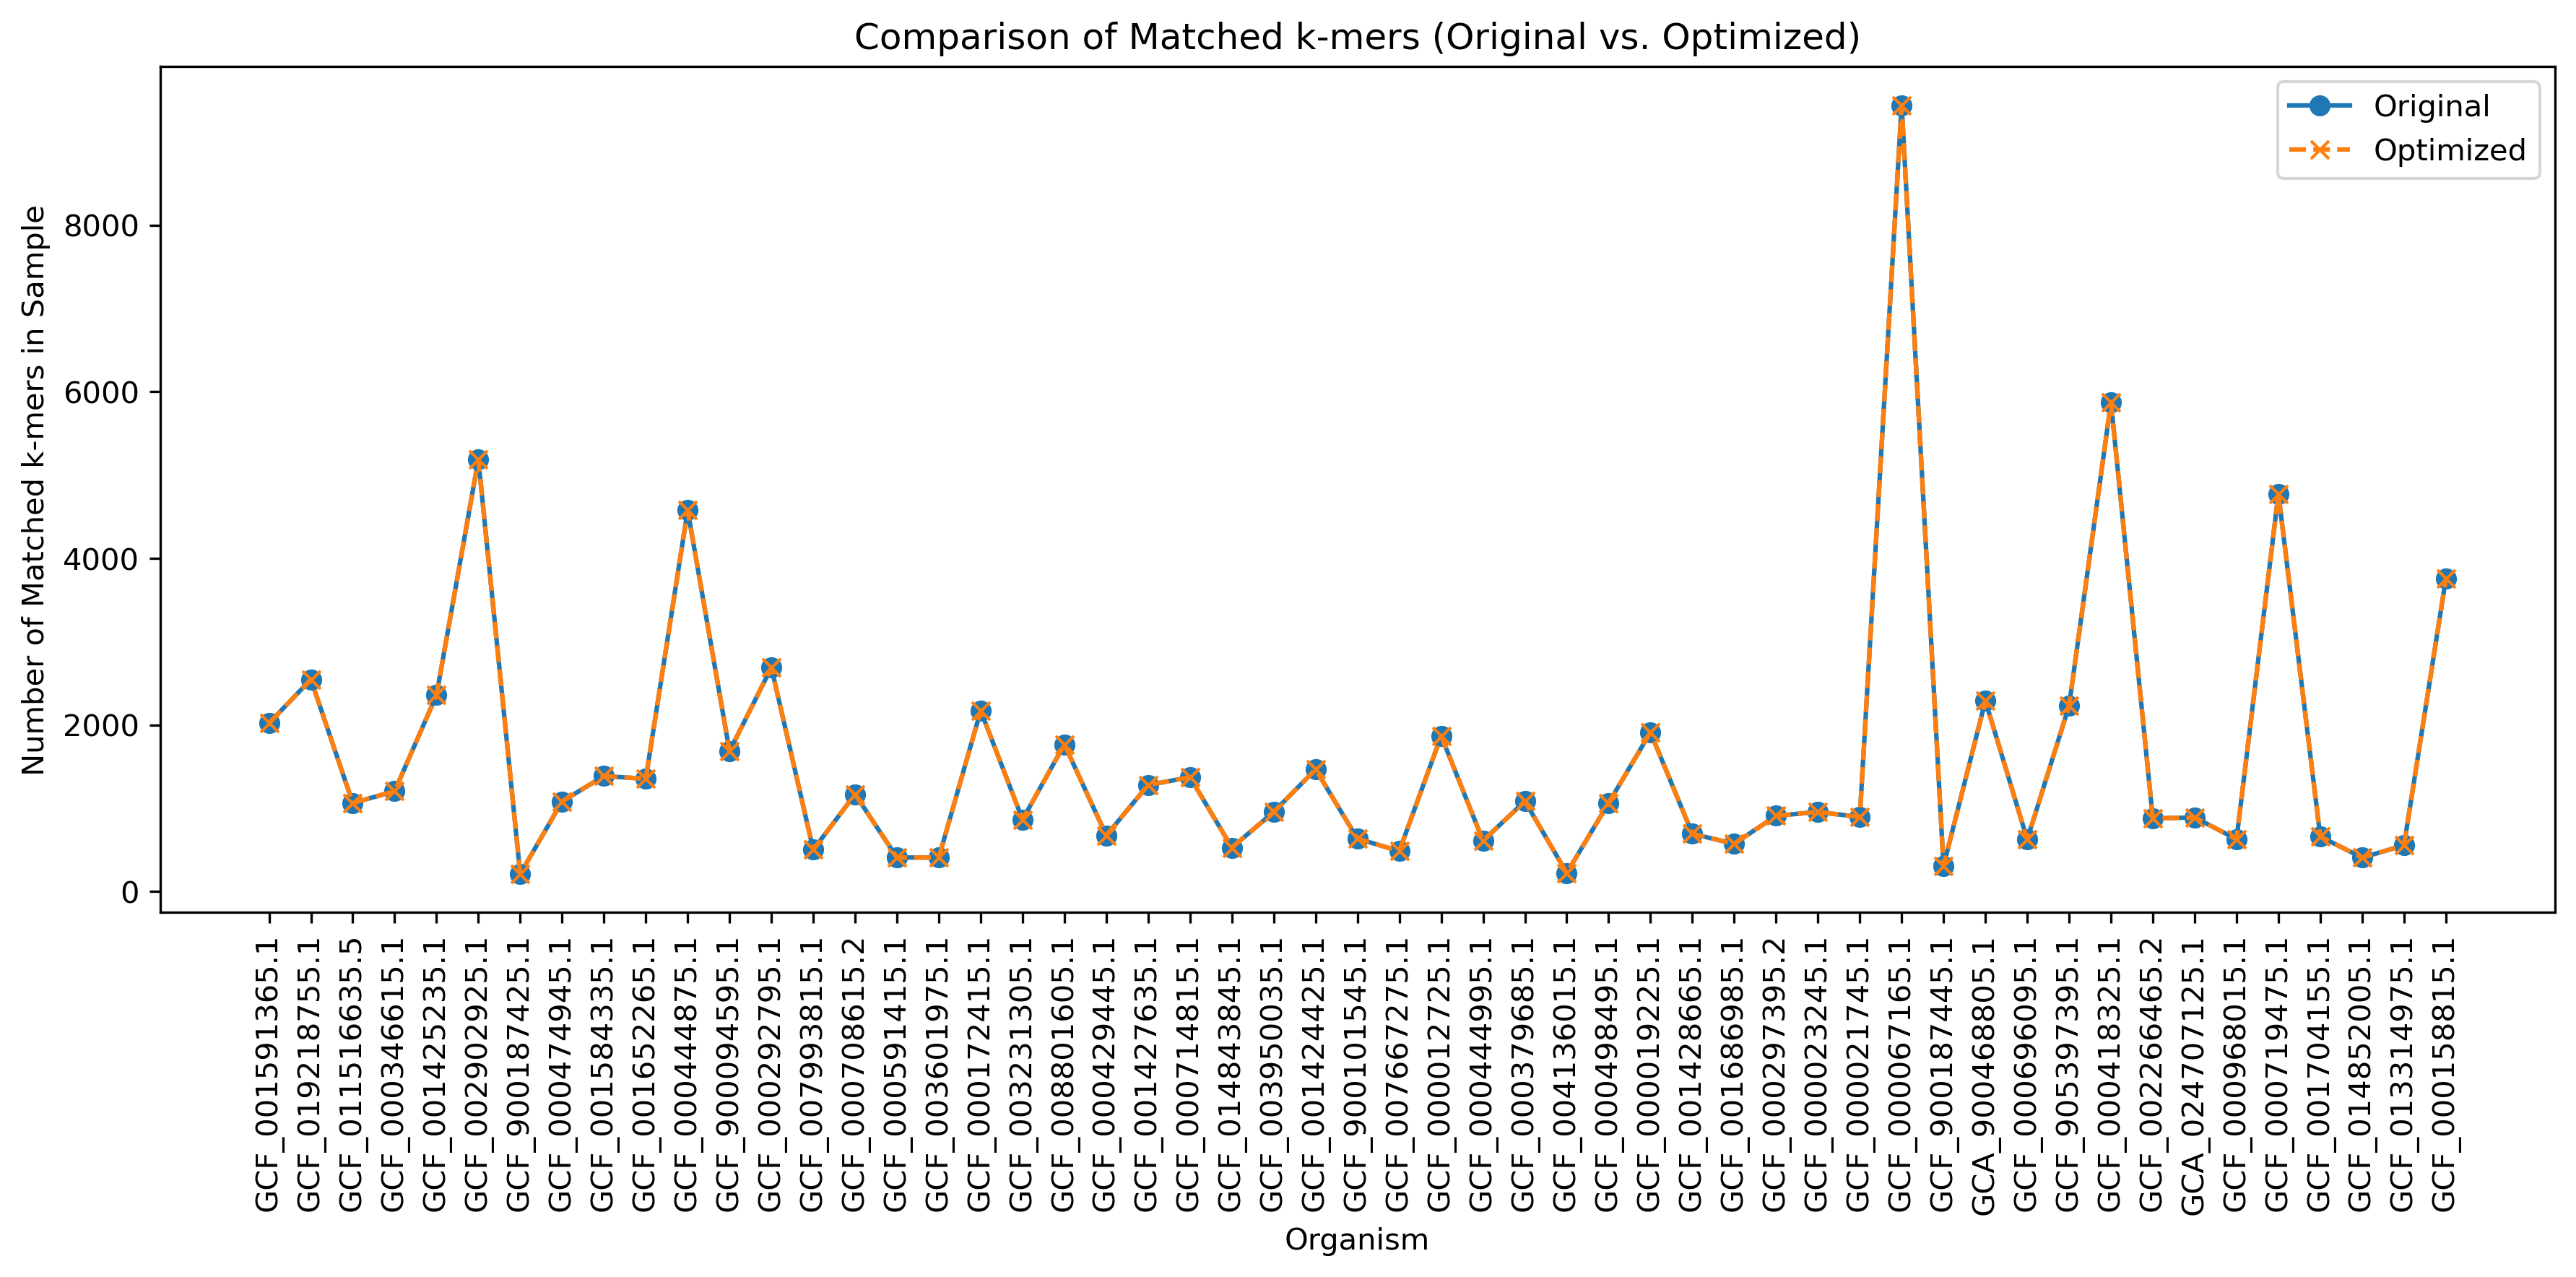 Comparison of Matched k-mers (Original vs. Optimized)
Original
Optimized
Number of Matched k-mers in Sample
8000
6000
4000
2000
0
GCF_001591365.1
GCF_019218755.1
GCF_011516635.5
GCF_000346615.1
GCF_001425235.1
GCF_002902925.1
GCF_900187425.1
GCF_000474945.1
GCF_001584335.1
GCF_001652265.1
GCF_000444875.1
GCF_900094595.1
GCF_000292795.1
GCF_007993815.1
GCF_000708615.2
GCF_000591415.1
GCF_003601975.1
GCF_000172415.1
GCF_003231305.1
GCF_008801605.1
GCF_000429445.1
GCF_001427635.1
GCF_000714815.1
GCF_014843845.1
GCF_003950035.1
GCF_001424425.1
GCF_900101545.1
GCF_007667275.1
GCF_000127225.1
GCF_000444995.1
GCF_000379685.1
GCF_004136015.1
GCF_000498495.1
GCF_000019225.1
GCF_001428665.1
GCF_001869885.1
GCF_000297395.2
GCF_000023245.1
GCF_000021745.1
GCF_000067165.1
GCF_900187445.1
GCA_900468805.1
GCF_000696095.1
GCF_905397395.1
GCF_000418325.1
GCF_002266465.2
GCA_024707125.1
GCF_000968015.1
GCF_000719475.1
GCF_001704155.1
GCF_014852005.1
GCF_013314975.1
GCF_000158815.1
Organism